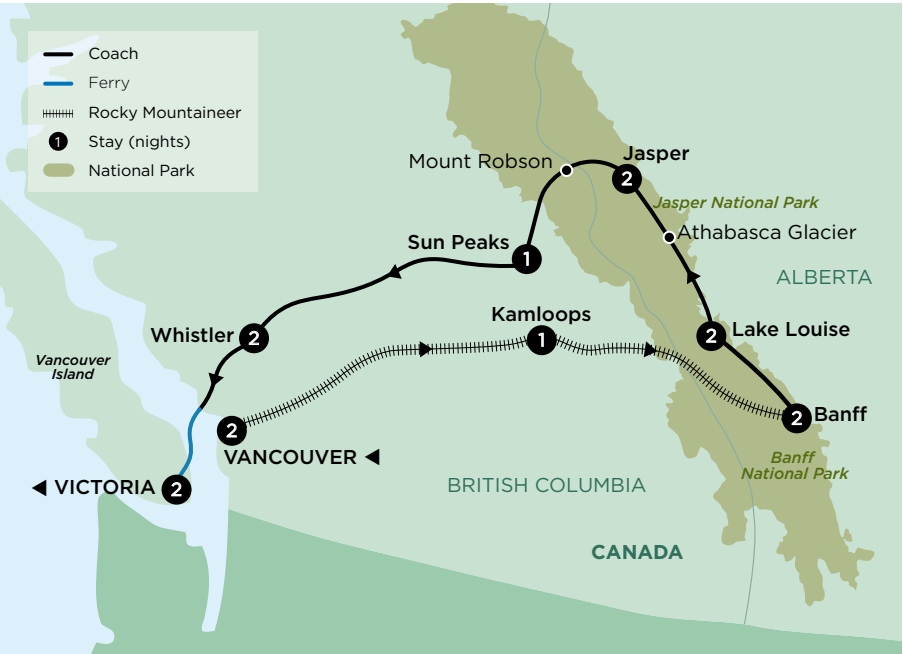 Coach
Ferry
Rocky Mountaineer
1 Stay (nights)
National Park
Mount Robson
Jasper
2
Jasper National Park
Sun Peaks
1
Athabasca Glacier
ALBERTA
Kamloops
1
Whistler
2
2
Lake Louise
Vancouver
Island
2
Banff
2
VANCOUVER
Banff
National Park
VICTORIA
2
BRITISH COLUMBIA
CANADA